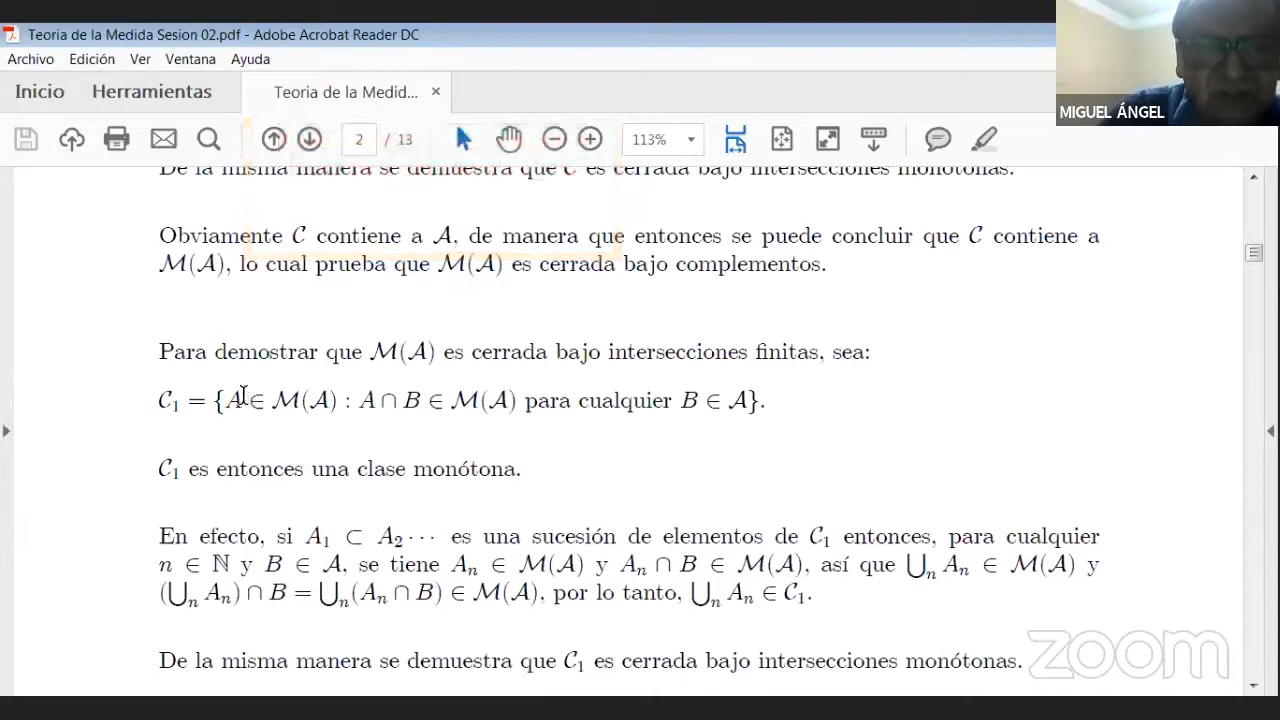 Teoria de la Medida Sesion 02.pdf - Adobe Acrobat Reader DC
Archivo Edición Ver Ventana Ayuda
Inicio Herramientas Teoria de la Medid... ×
MIGUEL ÁNGEL
2 / 13 113%
De la misma manera se demuestra que 𝒞 es cerrada bajo intersecciones monótonas.
Obviamente 𝒞 contiene a 𝒜, de manera que entonces se puede concluir que 𝒞 contiene a
ℳ(𝒜), lo cual prueba que ℳ(𝒜) es cerrada bajo complementos.
Para demostrar que ℳ(𝒜) es cerrada bajo intersecciones finitas, sea:
𝒞₁ = {A ∈ ℳ(𝒜) : A ∩ B ∈ ℳ(𝒜) para cualquier B ∈ 𝒜}.
𝒞₁ es entonces una clase monótona.
En efecto, si A₁ ⊂ A₂ ⋯ es una sucesión de elementos de 𝒞₁ entonces, para cualquier
n ∈ ℕ y B ∈ 𝒜, se tiene Aₙ ∈ ℳ(𝒜) y Aₙ ∩ B ∈ ℳ(𝒜), así que ⋃ₙ Aₙ ∈ ℳ(𝒜) y
(⋃ₙ Aₙ) ∩ B = ⋃ₙ(Aₙ ∩ B) ∈ ℳ(𝒜), por lo tanto, ⋃ₙ Aₙ ∈ 𝒞₁.
De la misma manera se demuestra que 𝒞₁ es cerrada bajo intersecciones monótonas.
zoom